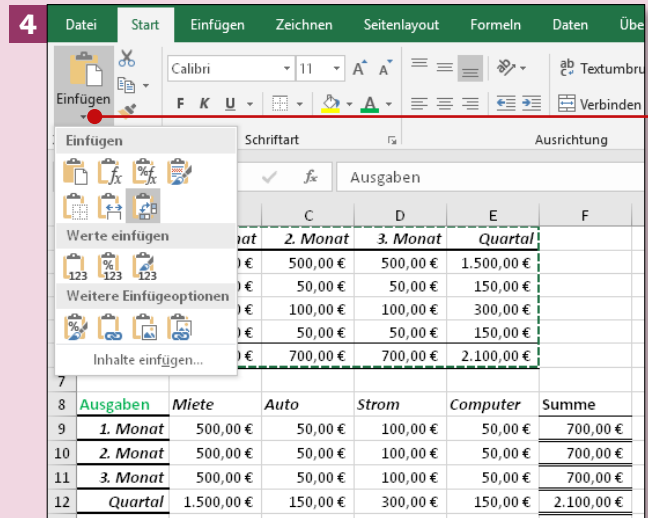 4
Datei Start Einfügen Zeichnen Seitenlayout Formeln Daten
Calibri 11 A A ab Textumbru
Einfügen F K U A Verbinden
Schriftart Ausrichtung
Einfügen
fx %fx
fx Ausgaben
C D E F
Werte einfügen
2. Monat 3. Monat Quartal
123 % 123 123
500,00 € 500,00 € 1.500,00 €
50,00 € 50,00 € 150,00 €
Weitere Einfügeoptionen
100,00 € 100,00 € 300,00 €
%
50,00 € 50,00 € 150,00 €
Inhalte einfügen...
700,00 € 700,00 € 2.100,00 €
7
8 Ausgaben Miete Auto Strom Computer Summe
9 1. Monat 500,00 € 50,00 € 100,00 € 50,00 € 700,00 €
10 2. Monat 500,00 € 50,00 € 100,00 € 50,00 € 700,00 €
11 3. Monat 500,00 € 50,00 € 100,00 € 50,00 € 700,00 €
12 Quartal 1.500,00 € 150,00 € 300,00 € 150,00 € 2.100,00 €